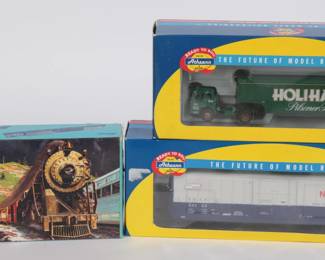 READY TO ROLL
Athearn
THE FUTURE OF MODEL R
HOLIHA
Pilsener
READY TO ROLL
Athearn
THE FUTURE OF MODEL R
N